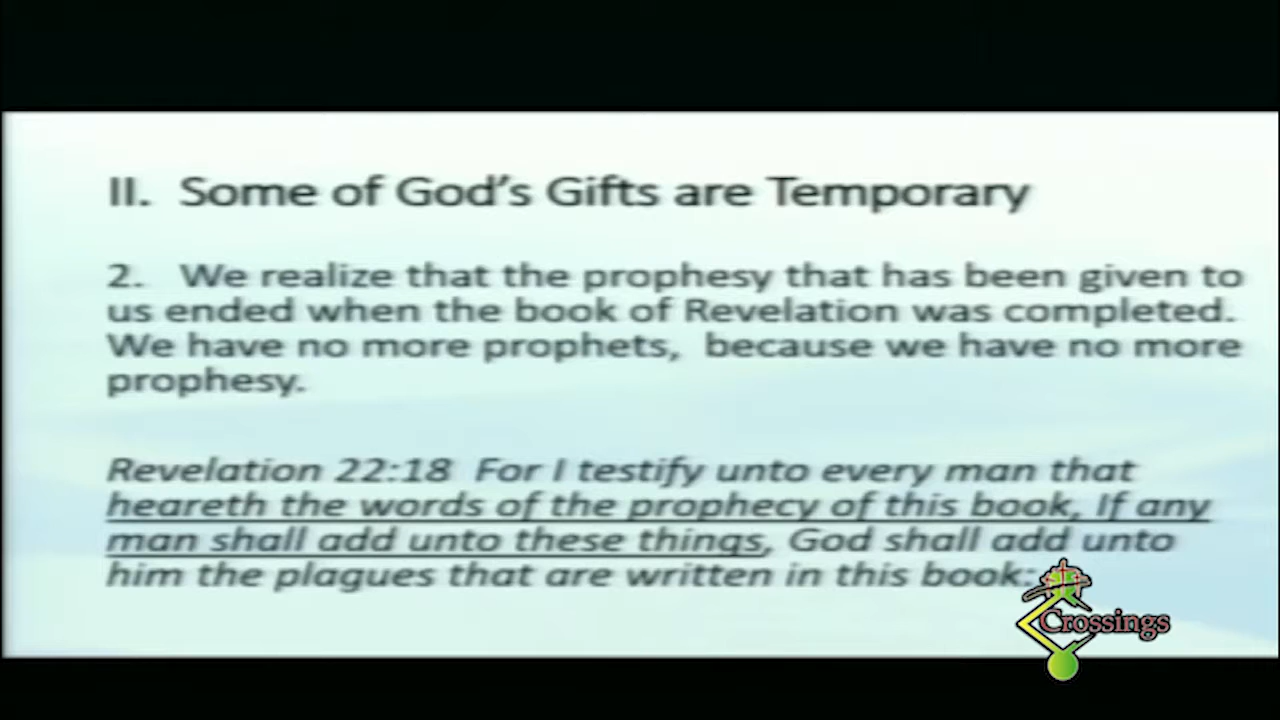 II. Some of God's Gifts are Temporary
2. We realize that the prophesy that has been given to
us ended when the book of Revelation was completed.
We have no more prophets, because we have no more
prophesy.
Revelation 22:18 For I testify unto every man that
heareth the words of the prophecy of this book, If any
man shall add unto these things, God shall add unto
him the plagues that are written in this book:
Crossings